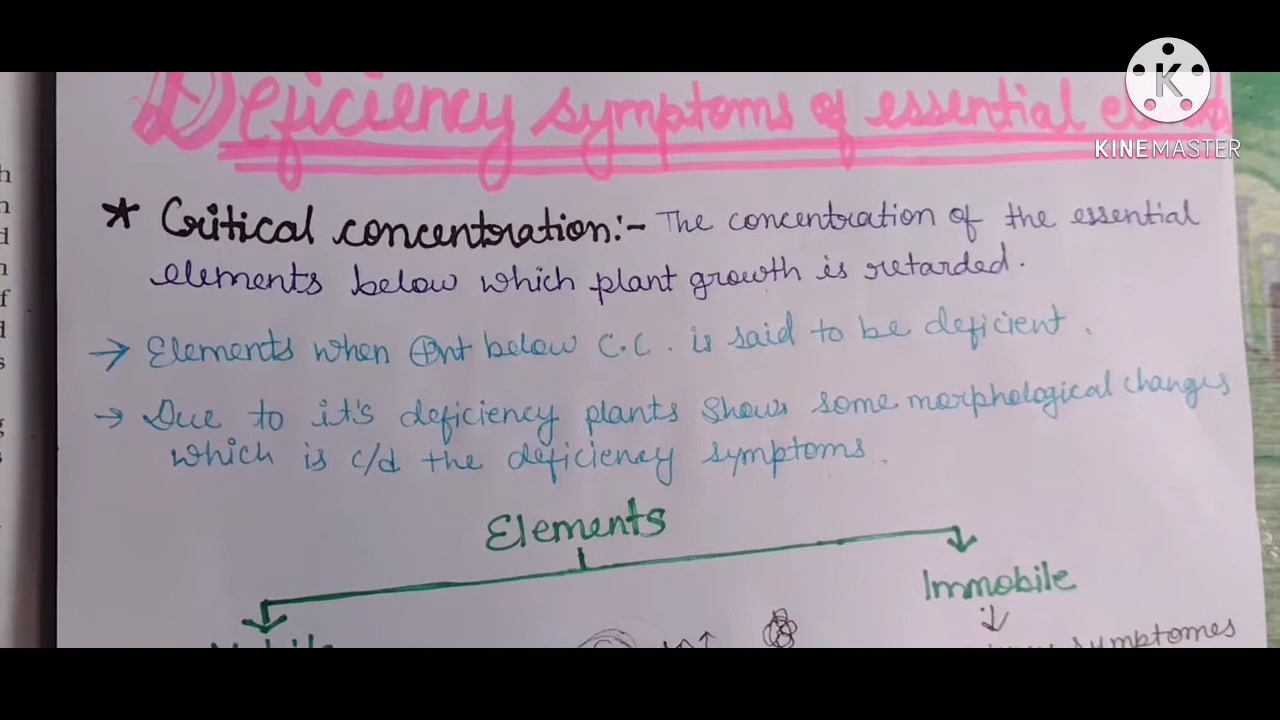 Deficiency symptoms of essential
K
KINEMASTER
* Critical concentration:- The concentration of the essential
elements below which plant growth is retarded.
→ Elements when ⊕nt below C.C. is said to be deficient.
→ Due to it's deficiency plants shows some morphological changes
which is c/d the deficiency symptoms.
Elements
Immobile
symptomes
h
n
d
n
f
d
s
g
s